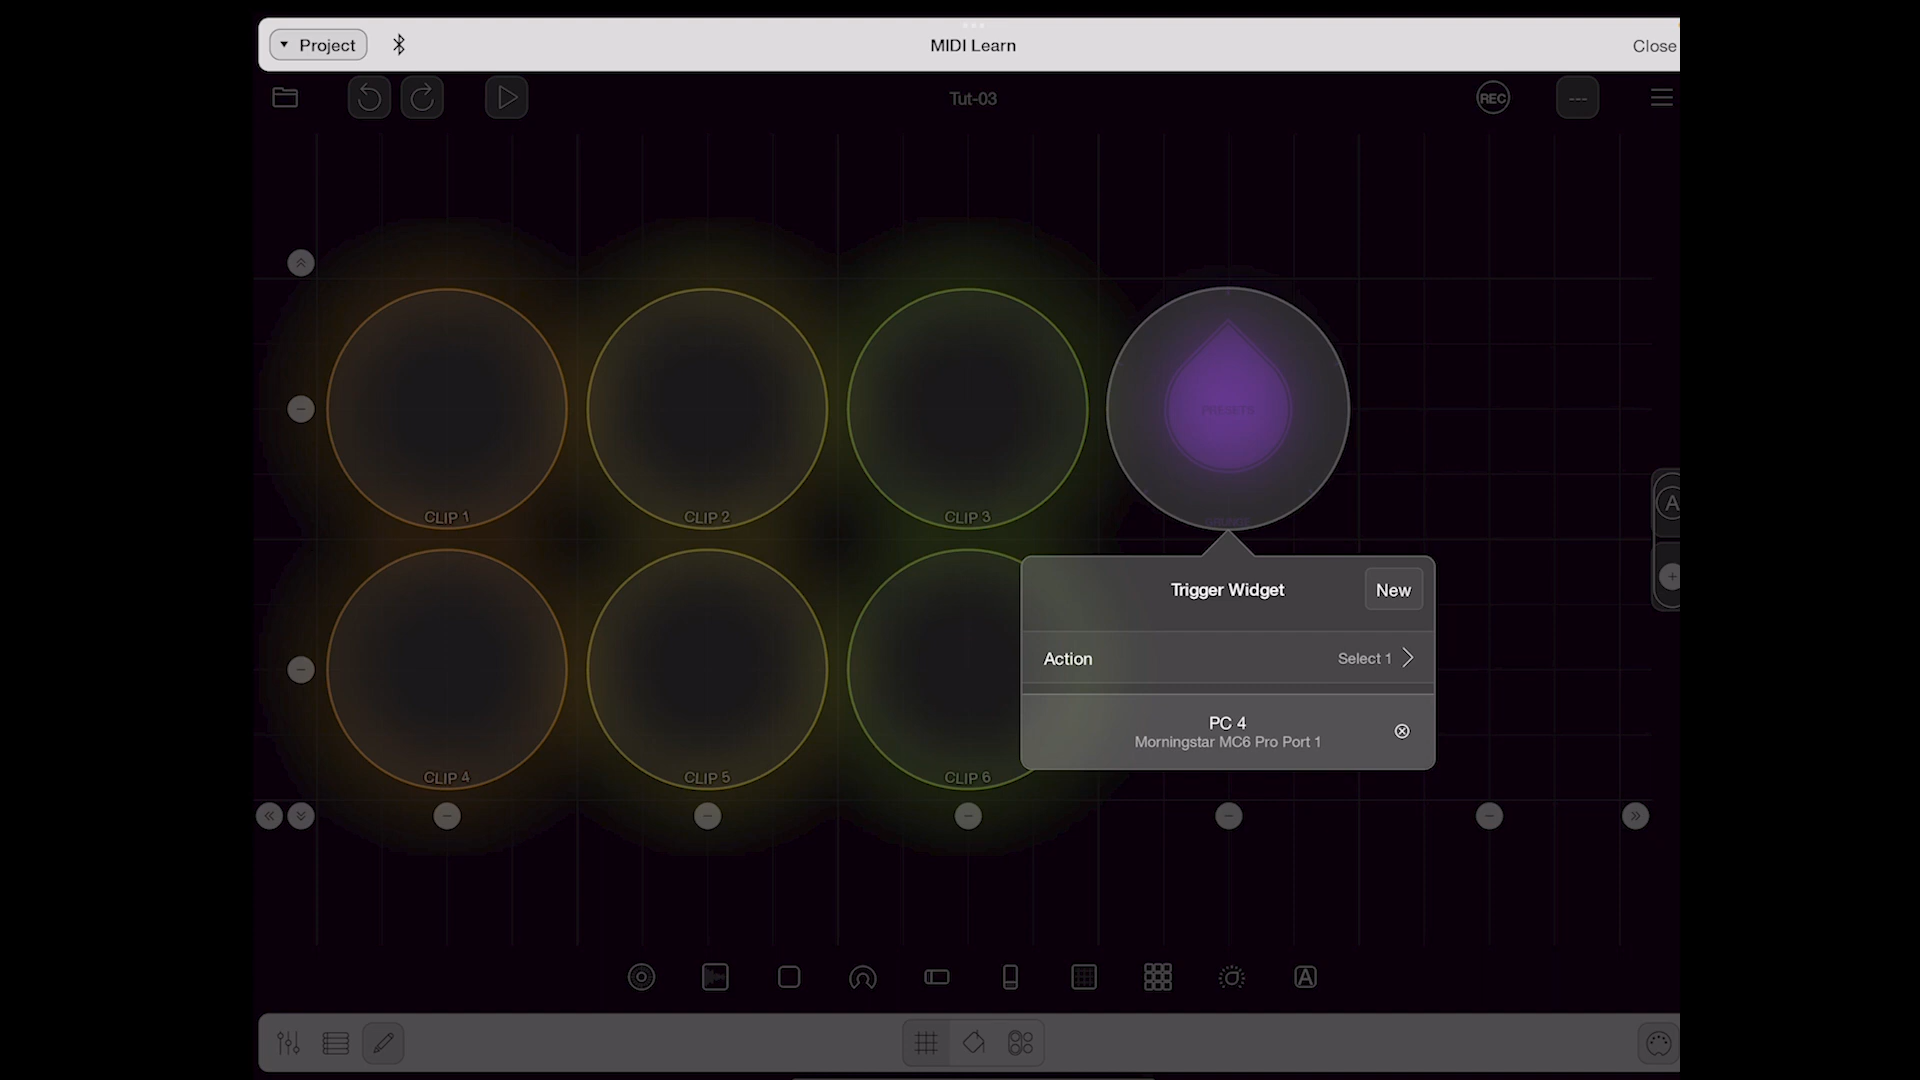 Project
MIDI Learn
Close
Tut-03
REC
---
PRESETS
CLIP 1
CLIP 2
CLIP 3
A
Trigger Widget
New
Action
Select 1
PC 4
Morningstar MC6 Pro Port 1
CLIP 4
CLIP 5
CLIP 6
A